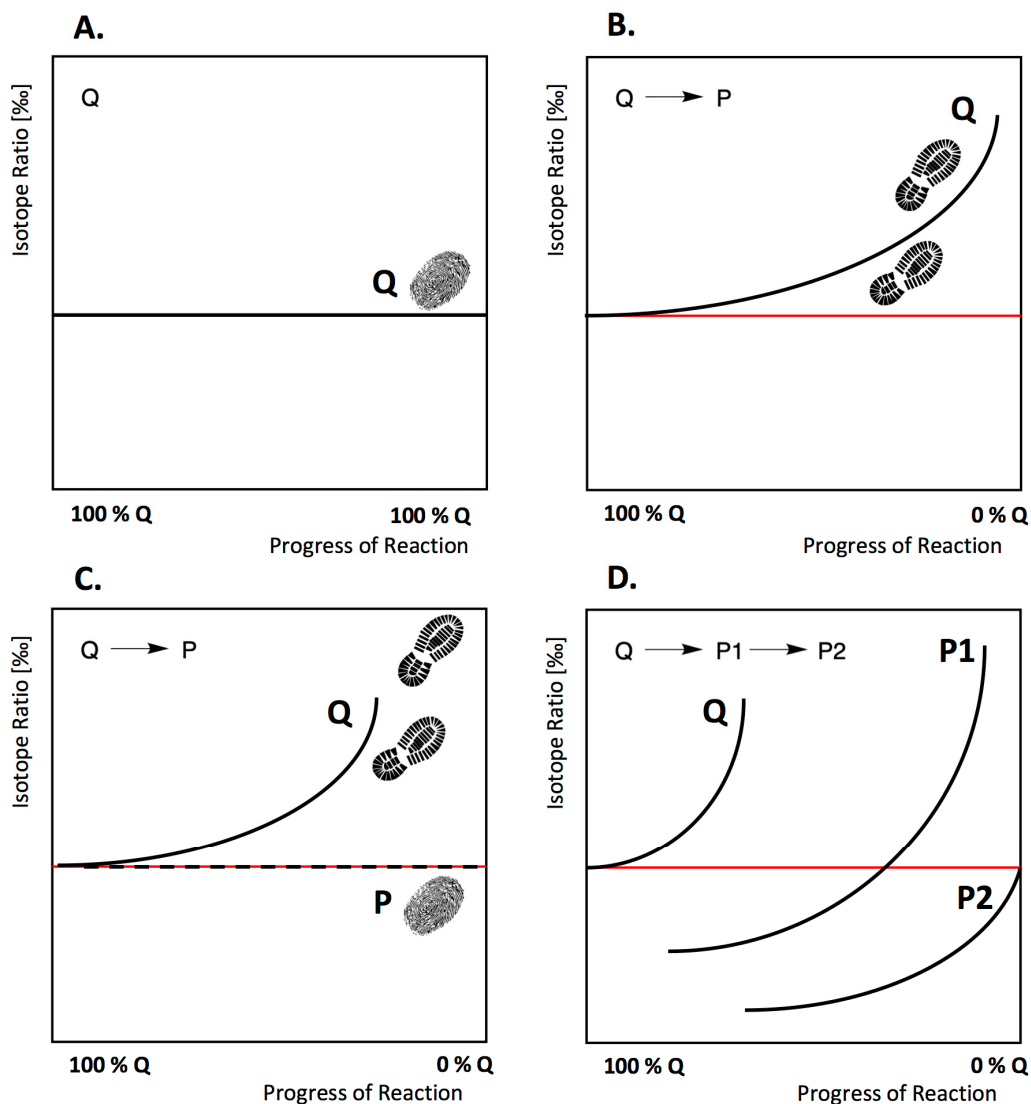 A.
Isotope Ratio [‰]
Q
Q
100 % Q 100 % Q
Progress of Reaction
B.
Isotope Ratio [‰]
Q → P
Q
100 % Q 0 % Q
Progress of Reaction
C.
Isotope Ratio [‰]
Q → P
Q
P
100 % Q 0 % Q
Progress of Reaction
D.
Isotope Ratio [‰]
Q → P1 → P2
P1
Q
P2
100 % Q 0 % Q
Progress of Reaction